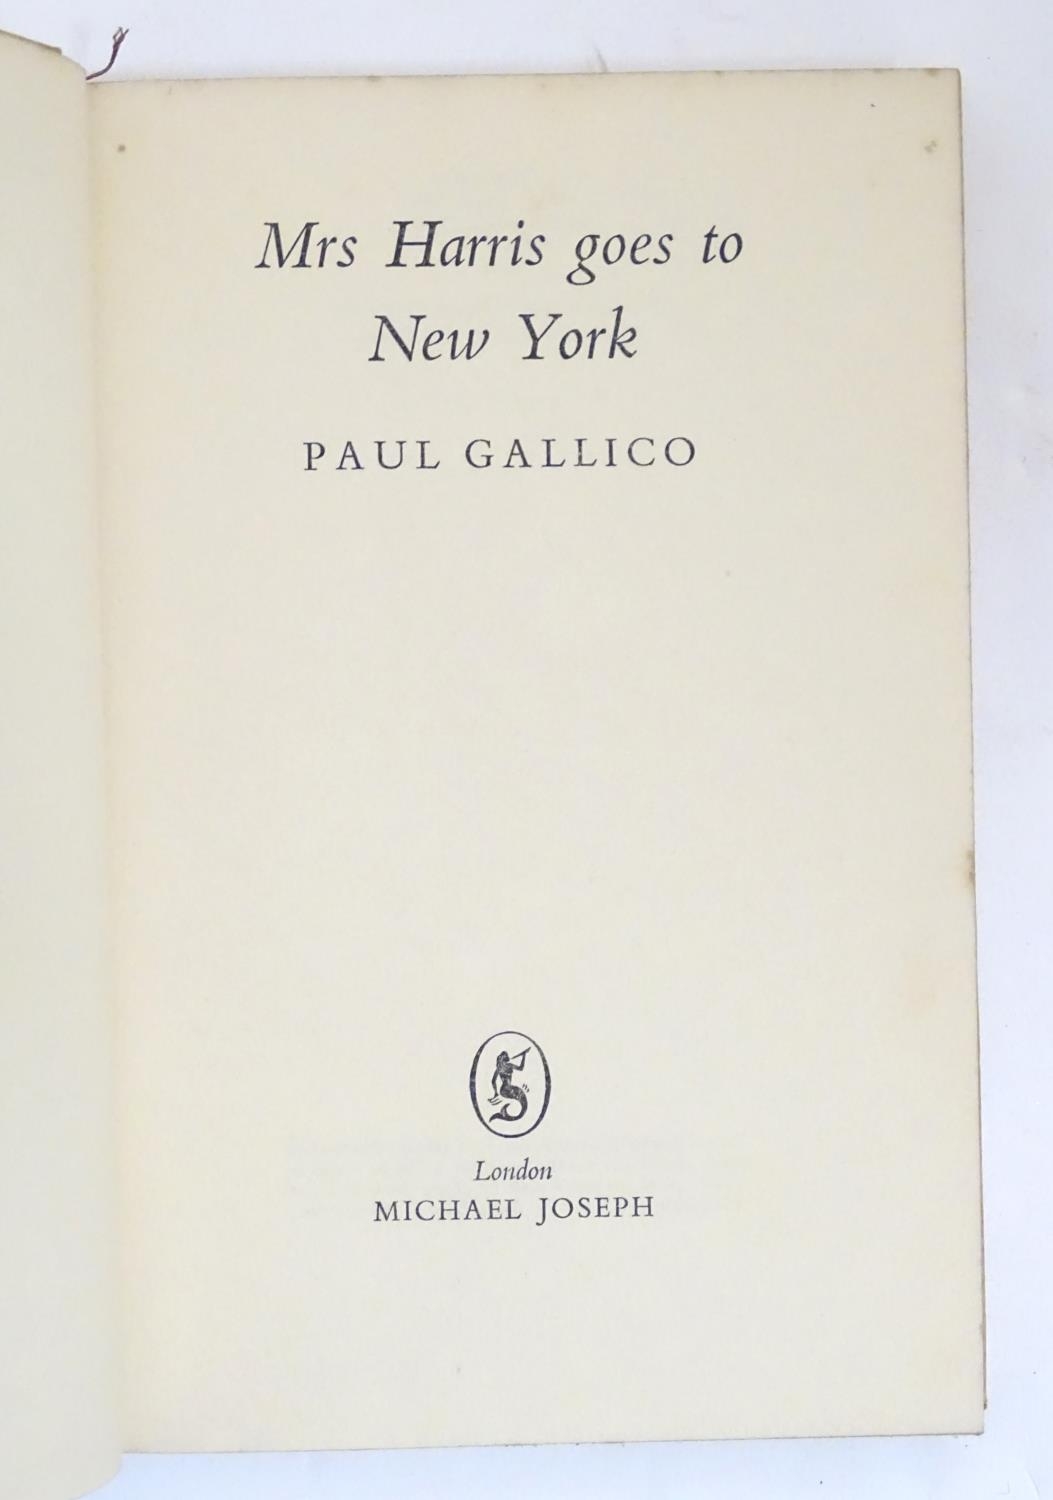 Mrs Harris goes to
New York
PAUL GALLICO
London
MICHAEL JOSEPH